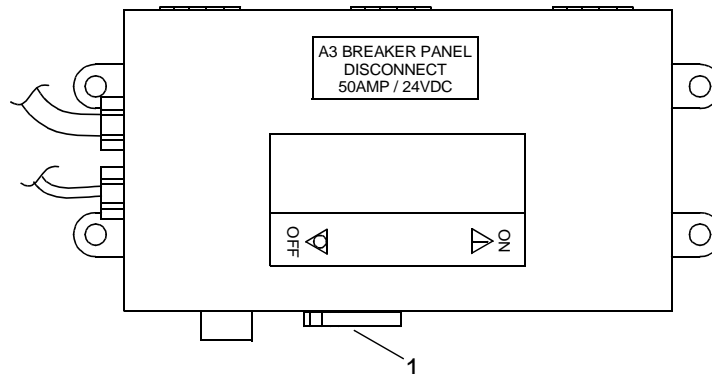 A3 BREAKER PANEL
DISCONNECT
50AMP / 24VDC
OFF
ON
1